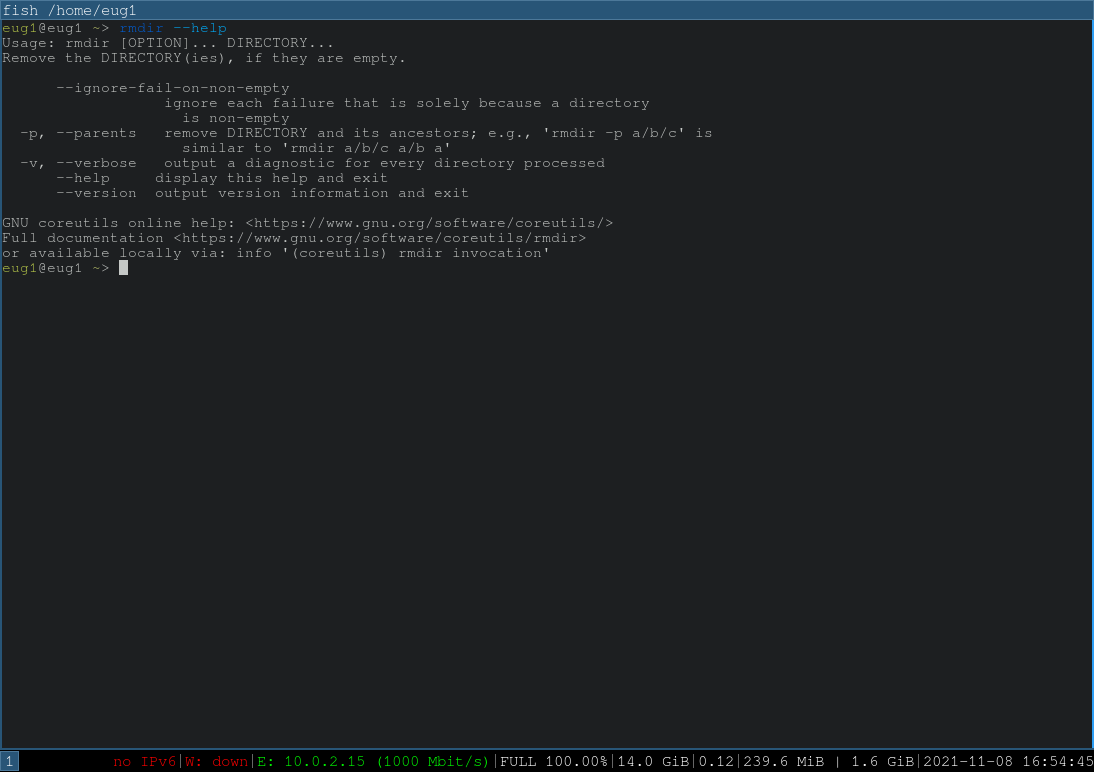 fish /home/eug1
eug1@eug1 ~> rmdir --help
Usage: rmdir [OPTION]... DIRECTORY...
Remove the DIRECTORY(ies), if they are empty.

      --ignore-fail-on-non-empty
                  ignore each failure that is solely because a directory
                    is non-empty
  -p, --parents   remove DIRECTORY and its ancestors; e.g., 'rmdir -p a/b/c' is
                    similar to 'rmdir a/b/c a/b a'
  -v, --verbose   output a diagnostic for every directory processed
      --help     display this help and exit
      --version  output version information and exit

GNU coreutils online help: <https://www.gnu.org/software/coreutils/>
Full documentation <https://www.gnu.org/software/coreutils/rmdir>
or available locally via: info '(coreutils) rmdir invocation'
eug1@eug1 ~>
1 no IPv6|W: down|E: 10.0.2.15 (1000 Mbit/s)|FULL 100.00%|14.0 GiB|0.12|239.6 MiB | 1.6 GiB|2021-11-08 16:54:45